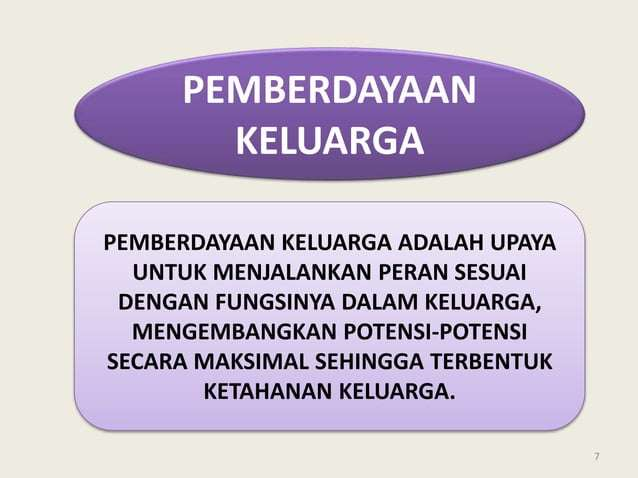 PEMBERDAYAAN
KELUARGA
PEMBERDAYAAN KELUARGA ADALAH UPAYA
UNTUK MENJALANKAN PERAN SESUAI
DENGAN FUNGSINYA DALAM KELUARGA,
MENGEMBANGKAN POTENSI-POTENSI
SECARA MAKSIMAL SEHINGGA TERBENTUK
KETAHANAN KELUARGA.
7